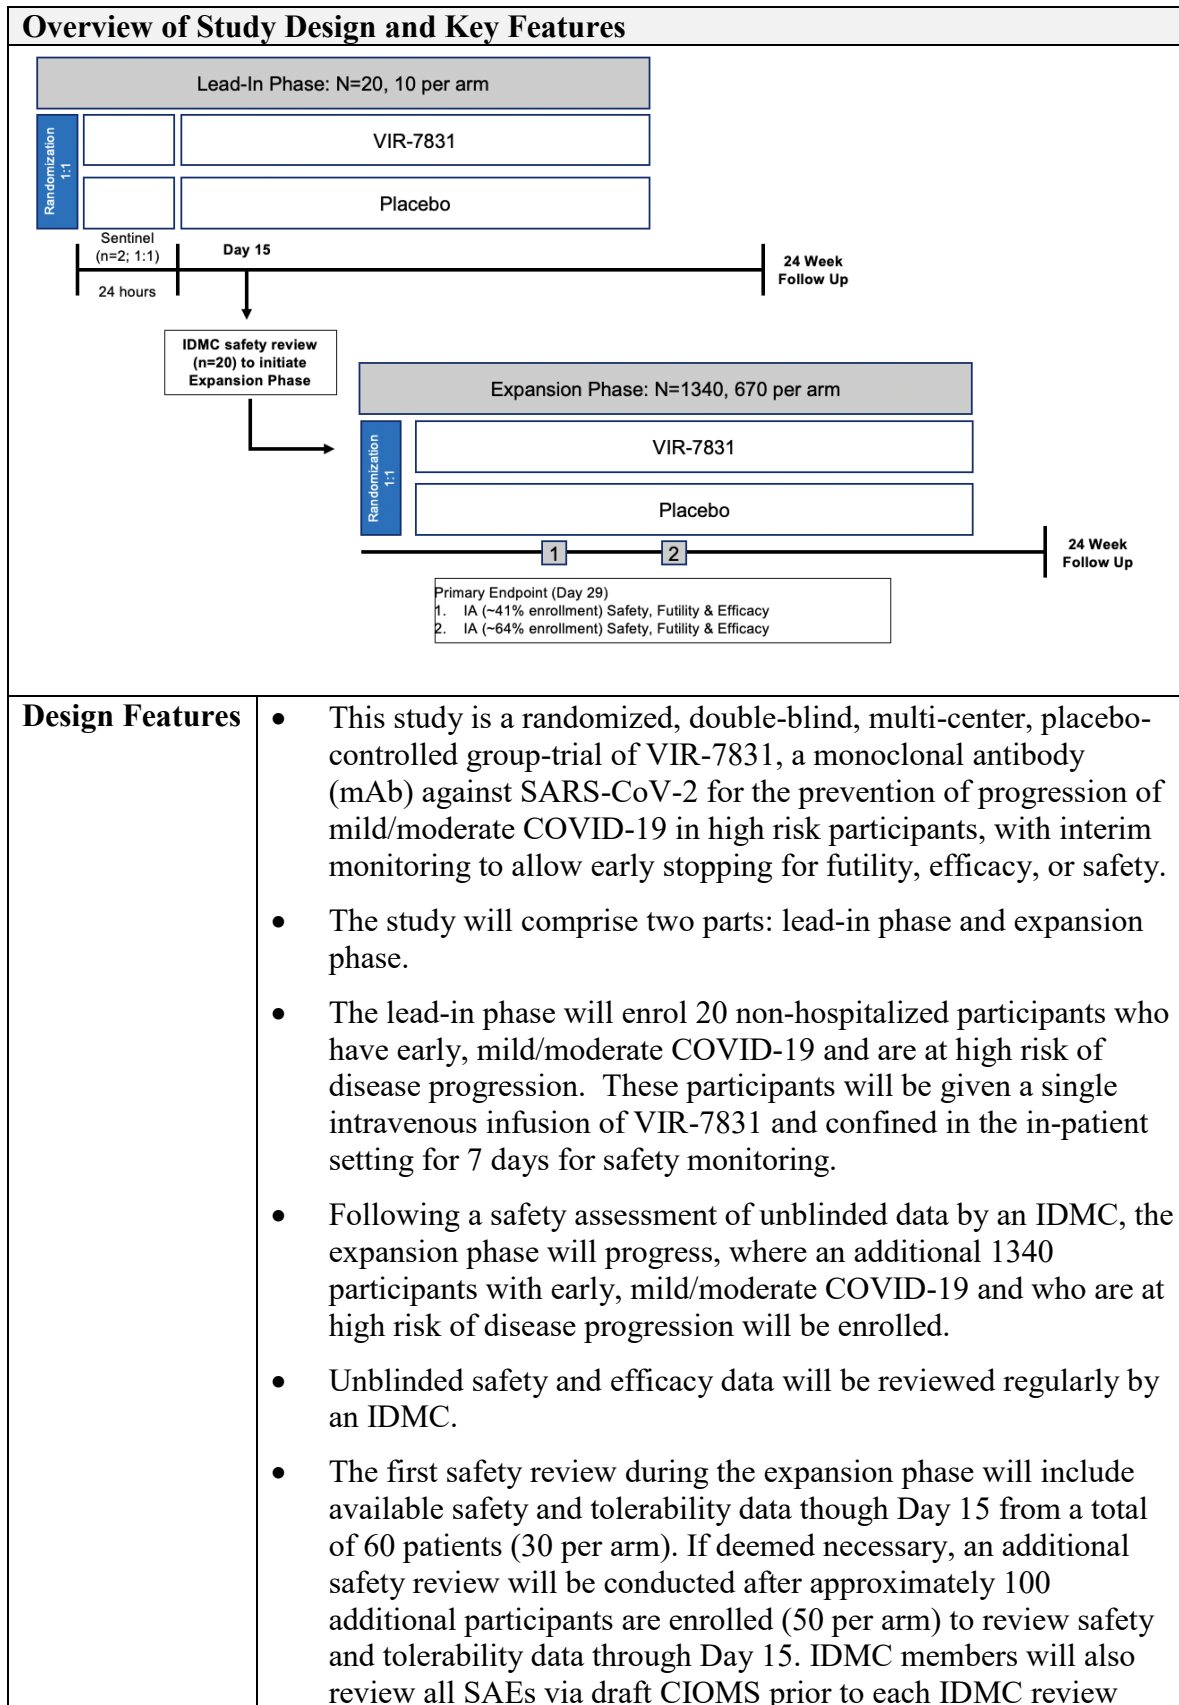 Overview of Study Design and Key Features
Lead-In Phase: N=20, 10 per arm
Randomization
1:1
VIR-7831
Placebo
Sentinel
(n=2; 1:1)
24 hours
Day 15
24 Week
Follow Up
IDMC safety review
(n=20) to initiate
Expansion Phase
Expansion Phase: N=1340, 670 per arm
Randomization
1:1
VIR-7831
Placebo
1
2
24 Week
Follow Up
Primary Endpoint (Day 29)
1. IA (~41% enrollment) Safety, Futility & Efficacy
2. IA (~64% enrollment) Safety, Futility & Efficacy
Design Features
• This study is a randomized, double-blind, multi-center, placebo-
controlled group-trial of VIR-7831, a monoclonal antibody
(mAb) against SARS-CoV-2 for the prevention of progression of
mild/moderate COVID-19 in high risk participants, with interim
monitoring to allow early stopping for futility, efficacy, or safety.
• The study will comprise two parts: lead-in phase and expansion
phase.
• The lead-in phase will enrol 20 non-hospitalized participants who
have early, mild/moderate COVID-19 and are at high risk of
disease progression.  These participants will be given a single
intravenous infusion of VIR-7831 and confined in the in-patient
setting for 7 days for safety monitoring.
• Following a safety assessment of unblinded data by an IDMC, the
expansion phase will progress, where an additional 1340
participants with early, mild/moderate COVID-19 and who are at
high risk of disease progression will be enrolled.
• Unblinded safety and efficacy data will be reviewed regularly by
an IDMC.
• The first safety review during the expansion phase will include
available safety and tolerability data though Day 15 from a total
of 60 patients (30 per arm). If deemed necessary, an additional
safety review will be conducted after approximately 100
additional participants are enrolled (50 per arm) to review safety
and tolerability data through Day 15. IDMC members will also
review all SAEs via draft CIOMS prior to each IDMC review